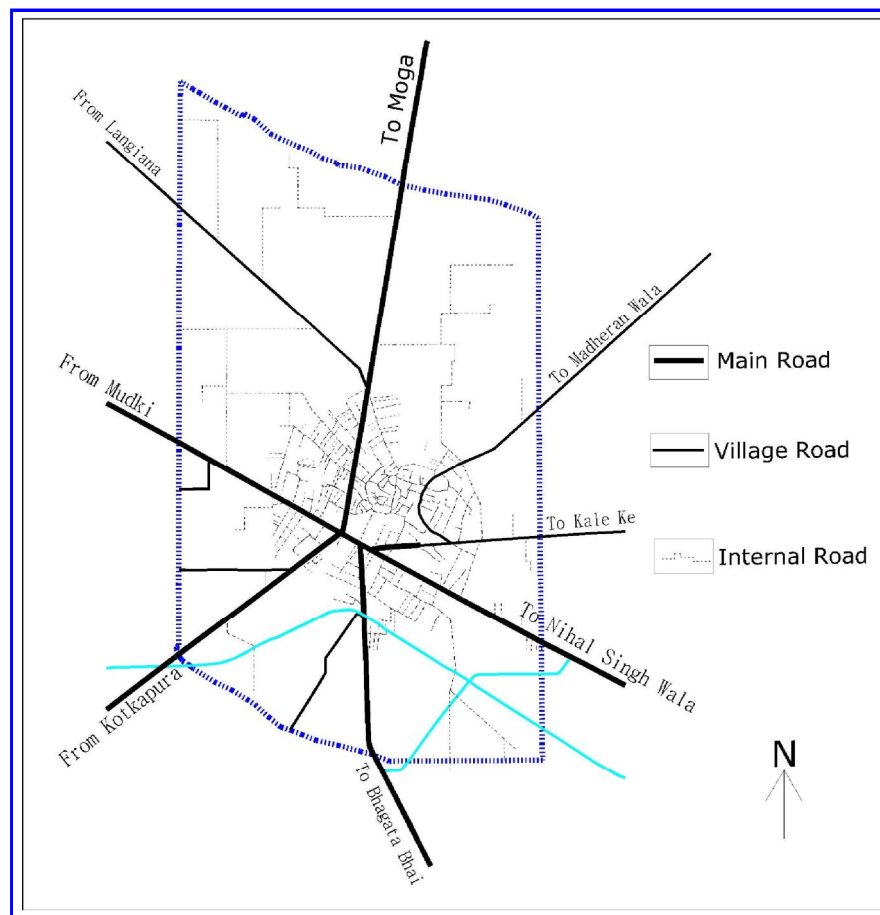 To Moga
From Langiana
To Madheran Wala
Main Road
From Mudki
Village Road
To Kale Ke
Internal Road
To Nihal Singh Wala
From Kotkapura
To Bhagata Bhai
N